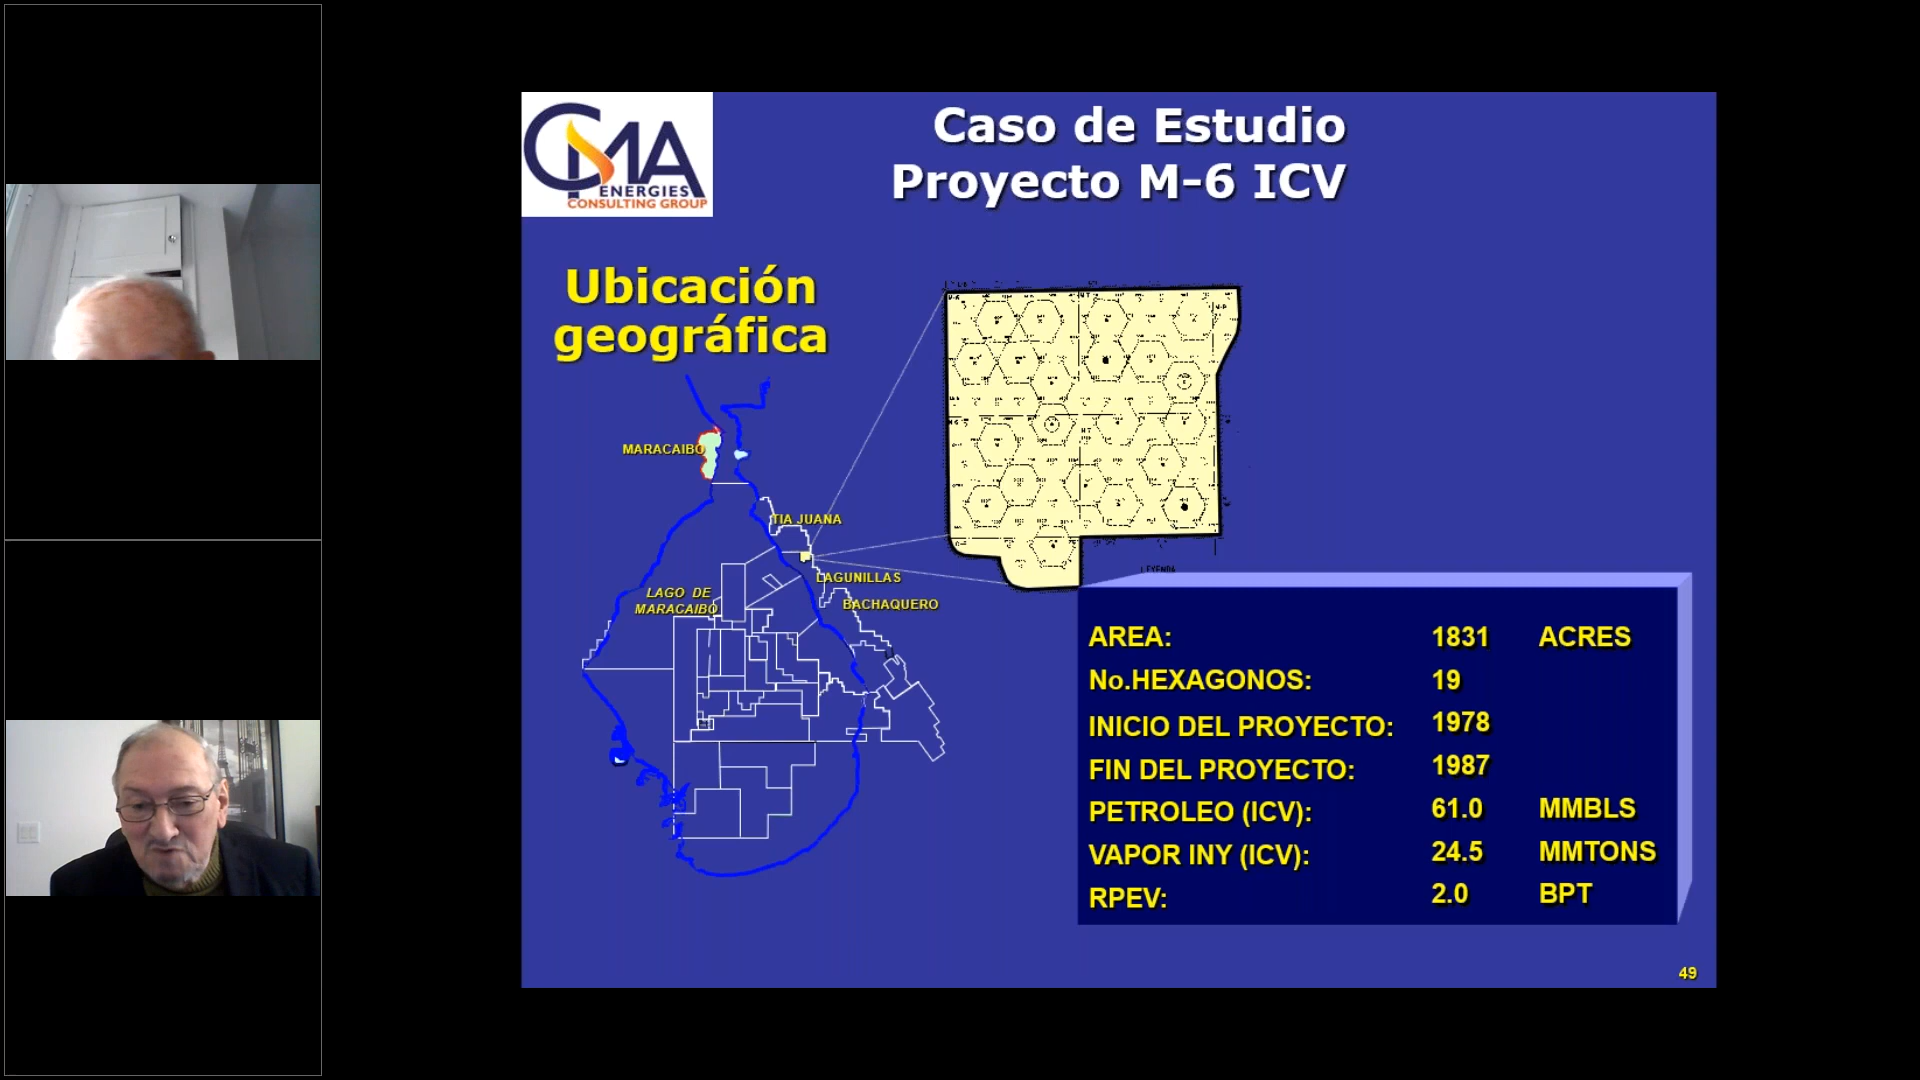 CMA
ENERGIES
CONSULTING GROUP
Caso de Estudio
Proyecto M-6 ICV
Ubicación
geográfica
MARACAIBO
TIA JUANA
LAGUNILLAS
BACHAQUERO
LAGO DE
MARACAIBO
LEYENDA
AREA: 1831 ACRES
No.HEXAGONOS: 19
INICIO DEL PROYECTO: 1978
FIN DEL PROYECTO: 1987
PETROLEO (ICV): 61.0 MMBLS
VAPOR INY (ICV): 24.5 MMTONS
RPEV: 2.0 BPT
49